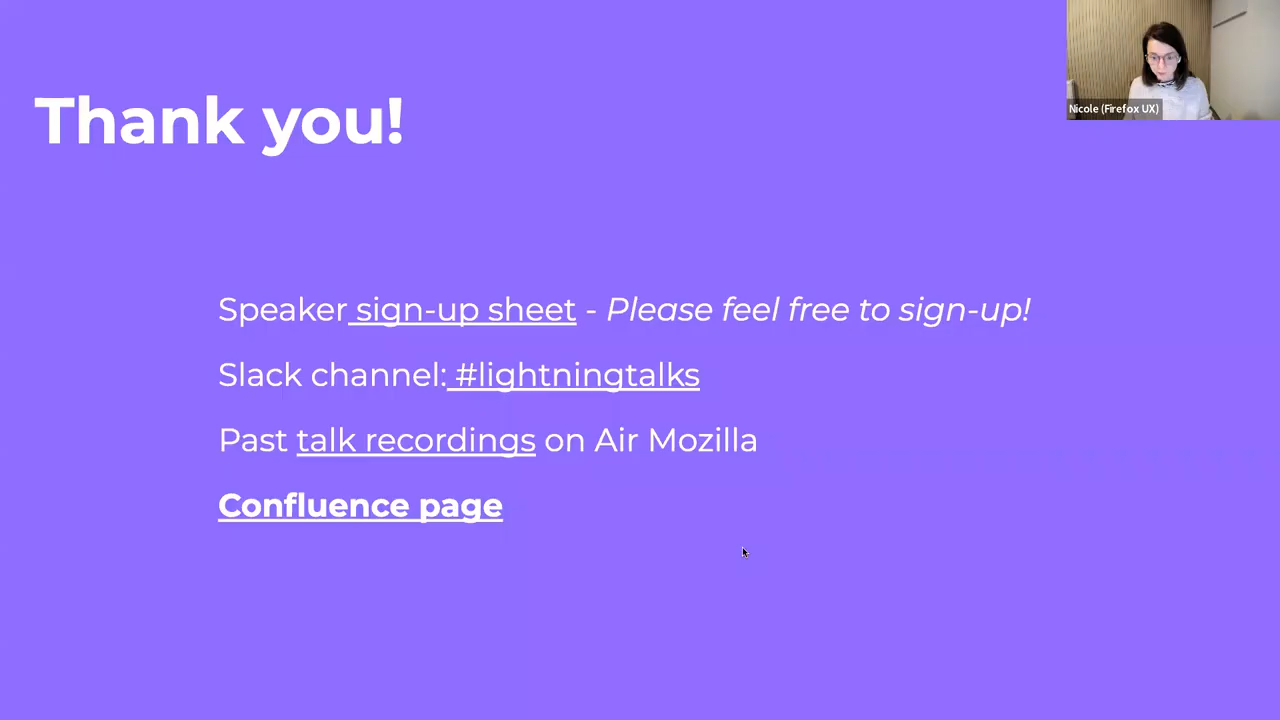 Nicole (Firefox UX)
Thank you!
Speaker sign-up sheet - Please feel free to sign-up!
Slack channel: #lightningtalks
Past talk recordings on Air Mozilla
Confluence page